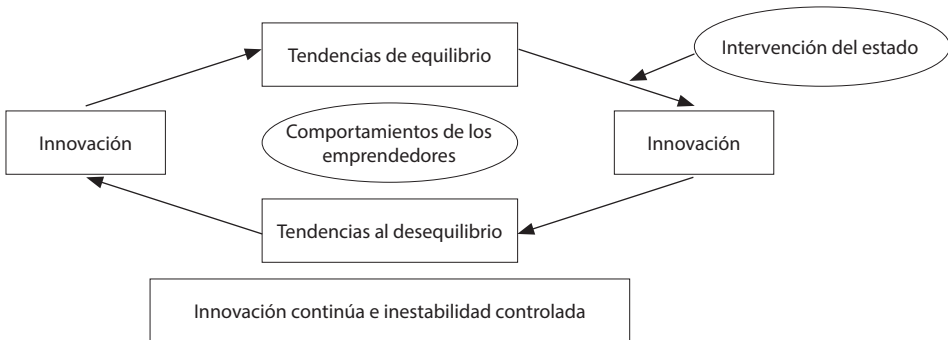 Tendencias de equilibrio
Intervención del estado
Innovación
Comportamientos de los
emprendedores
Innovación
Tendencias al desequilibrio
Innovación continúa e inestabilidad controlada